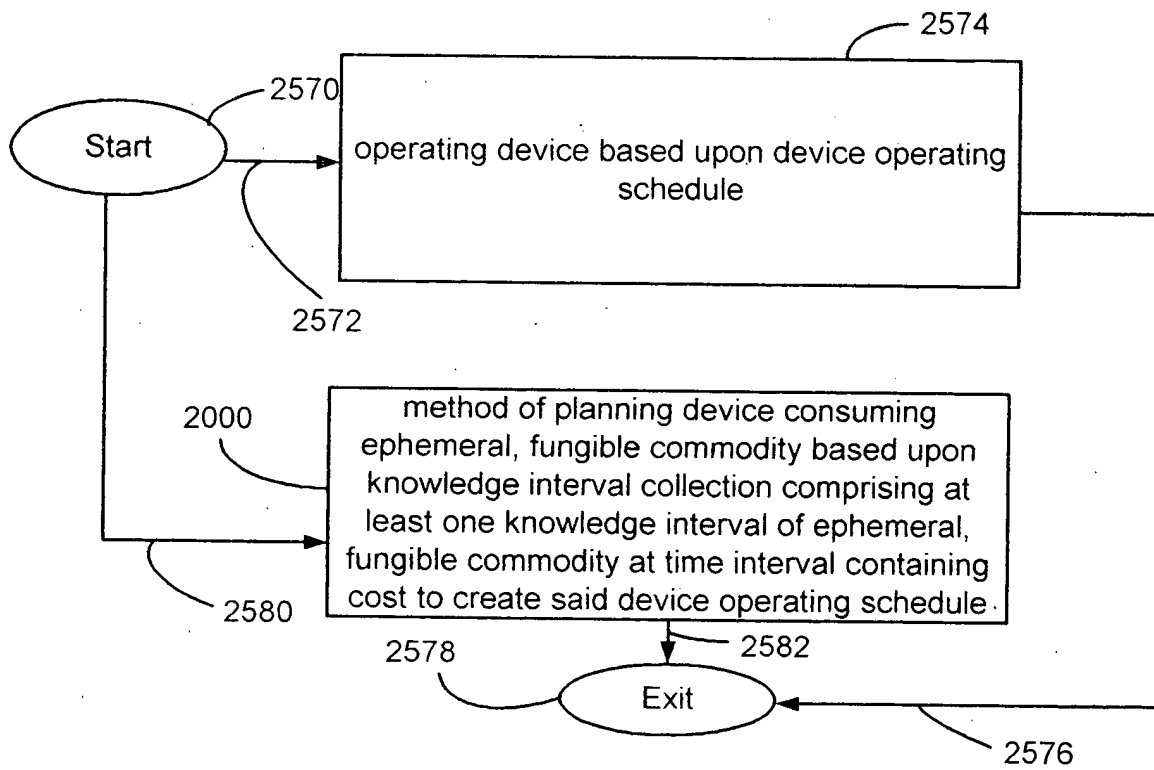 2574
2570
Start
operating device based upon device operating
schedule
2572
2000
method of planning device consuming
ephemeral, fungible commodity based upon
knowledge interval collection comprising at
least one knowledge interval of ephemeral,
fungible commodity at time interval containing
cost to create said device operating schedule
2580
2582
2578
Exit
2576